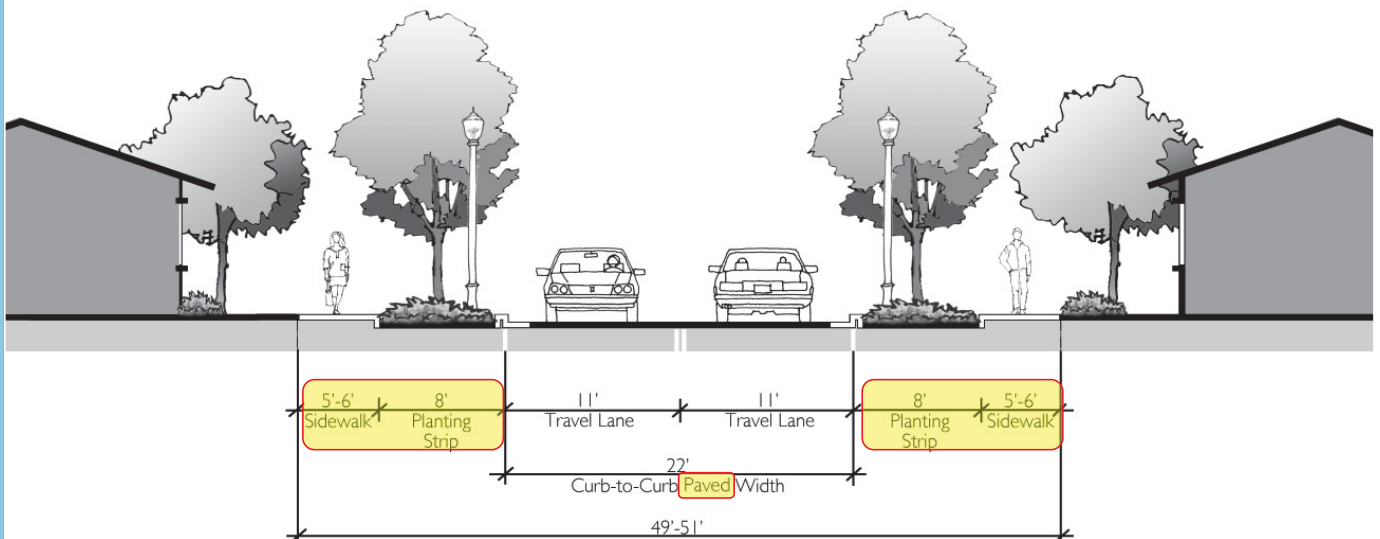 5'-6' 8' 11' 11' 8' 5'-6'
Sidewalk Planting Travel Lane Travel Lane Planting Sidewalk
Strip Strip
22'
Curb-to-Curb Paved Width
49'-51'